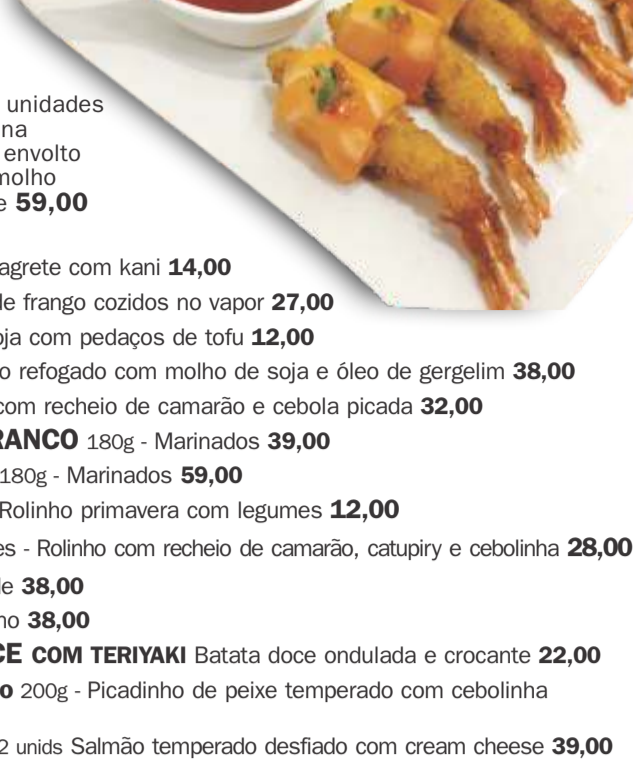 unidades
na
envolto
molho
e 59,00
agrete com kani 14,00
de frango cozidos no vapor 27,00
oja com pedaços de tofu 12,00
o refogado com molho de soja e óleo de gergelim 38,00
com recheio de camarão e cebola picada 32,00
RANCO 180g - Marinados 39,00
180g - Marinados 59,00
Rolinho primavera com legumes 12,00
es - Rolinho com recheio de camarão, catupiry e cebolinha 28,00
de 38,00
no 38,00
CE COM TERIYAKI Batata doce ondulada e crocante 22,00
o 200g - Picadinho de peixe temperado com cebolinha
2 unids Salmão temperado desfiado com cream cheese 39,00